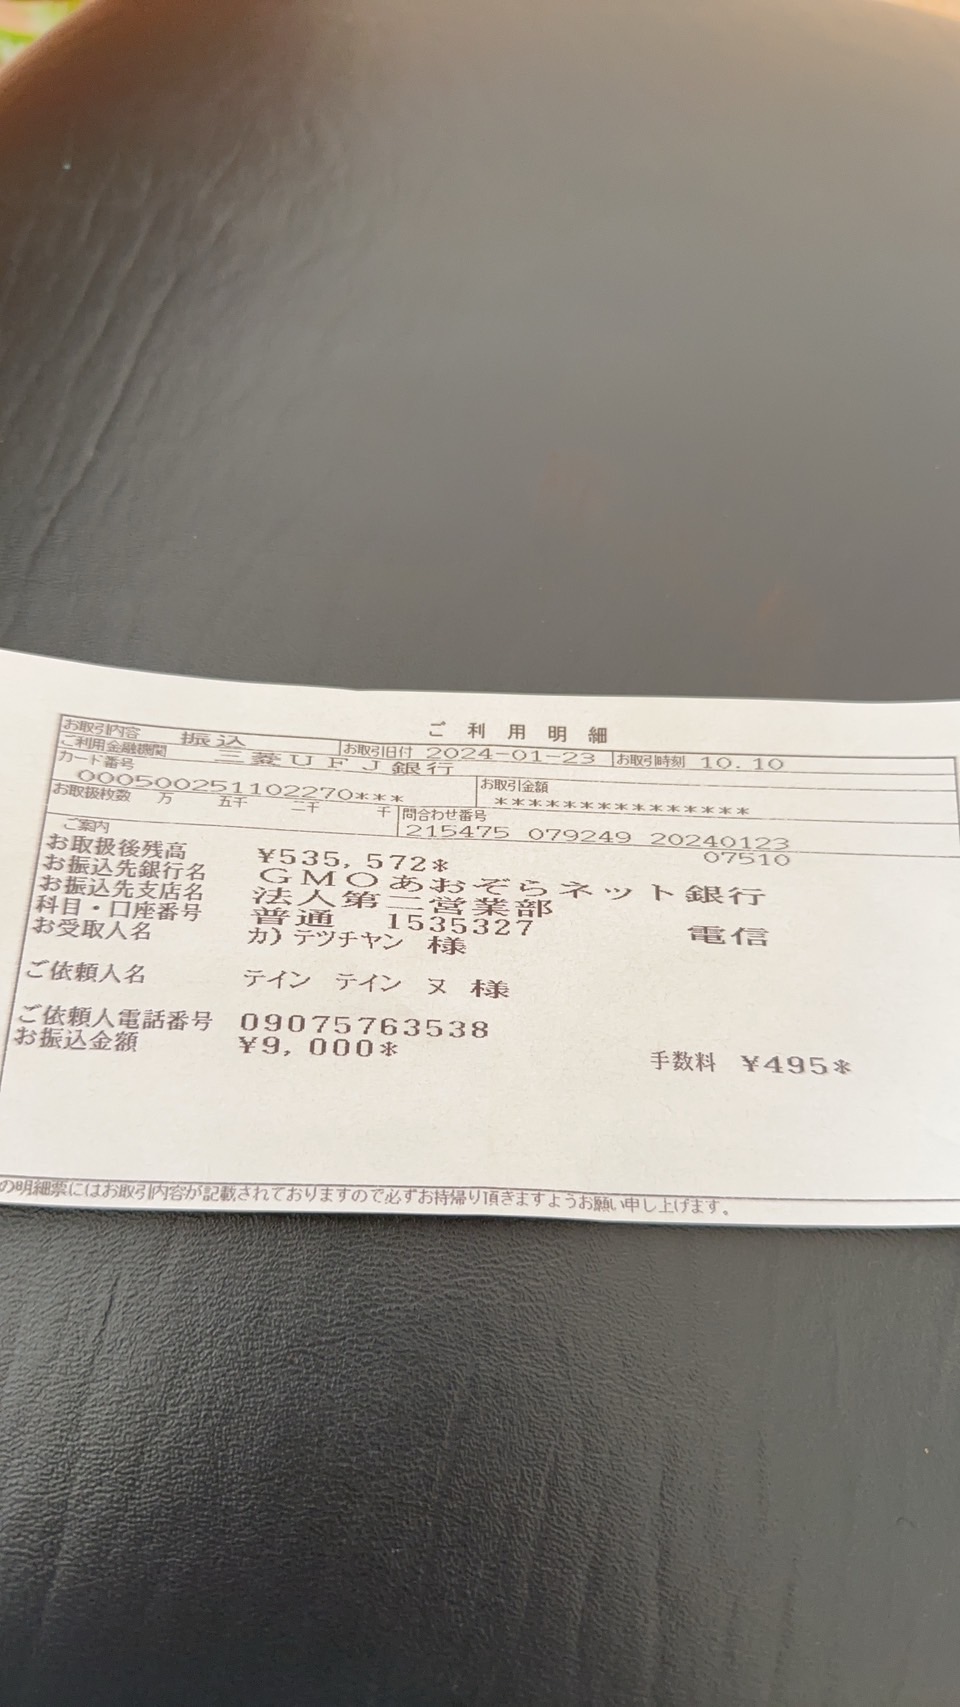 ご利用明細
お取引内容 振込 お取引日付 2024-01-23 お取引時刻 10.10
ご利用金融機関 三菱UFJ銀行
カード番号 お取引金額
000500251102270*** ***************
お取扱枚数 万 五千 二千 千 問合わせ番号
215475 079249 20240123
ご案内 07510
お取扱後残高 ¥535,572*
お振込先銀行名 GMOあおぞらネット銀行
お振込先支店名 法人第二営業部
科目・口座番号 普通 1535327 電信
お受取人名 カ)テツチヤン 様
ご依頼人名 テイン テイン ヌ 様
ご依頼人電話番号 09075763538
お振込金額 ¥9,000* 手数料 ¥495*
の明細票にはお取引内容が記載されておりますので必ずお持帰り頂きますようお願い申し上げます。